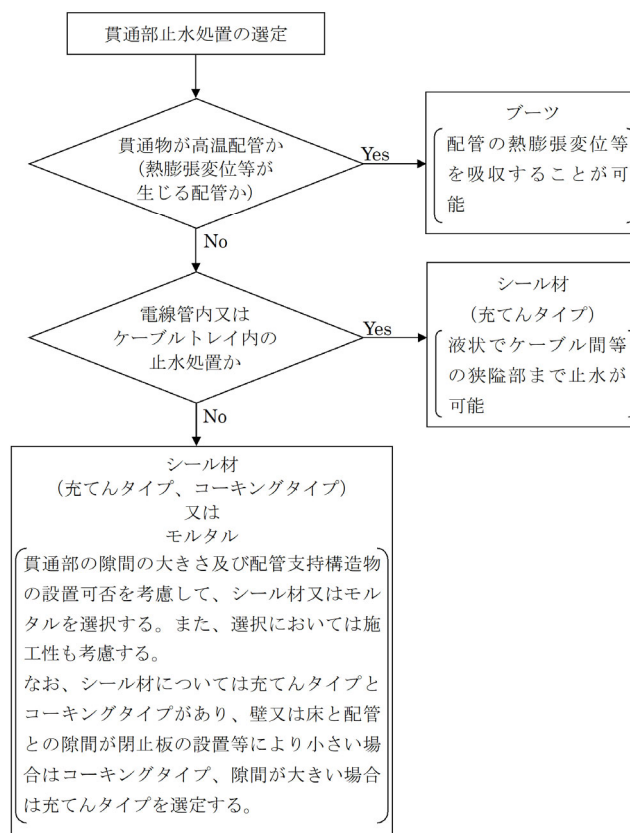 貫通部止水処置の選定
貫通物が高温配管か
（熱膨張変位等が
生じる配管か）
Yes
ブーツ
配管の熱膨張変位等
を吸収することが可
能
No
電線管内又は
ケーブルトレイ内の
止水処置か
Yes
シール材
（充てんタイプ）
液状でケーブル間等
の狭隘部まで止水が
可能
No
シール材
（充てんタイプ、コーキングタイプ）
又は
モルタル
貫通部の隙間の大きさ及び配管支持構造物
の設置可否を考慮して、シール材又はモル
タルを選択する。また、選択においては施
工性も考慮する。
なお、シール材については充てんタイプと
コーキングタイプがあり、壁又は床と配管
との隙間が閉止板の設置等により小さい場
合はコーキングタイプ、隙間が大きい場合
は充てんタイプを選定する。